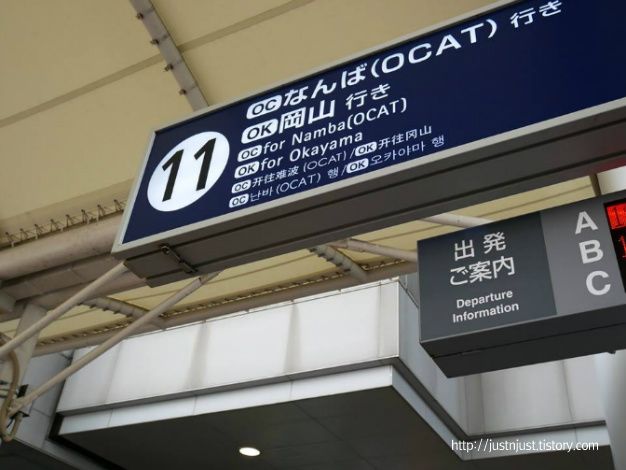 11
OC なんば(OCAT) 行き
OK 岡山 行き
OC for Namba(OCAT)
OK for Okayama
OC 开往难波 (OCAT) / OK 开往冈山
OC 난바 (OCAT) 행 / OK 오카야마 행
出発
ご案内
Departure
Information
A
B
C
http://justnjust.tistory.com